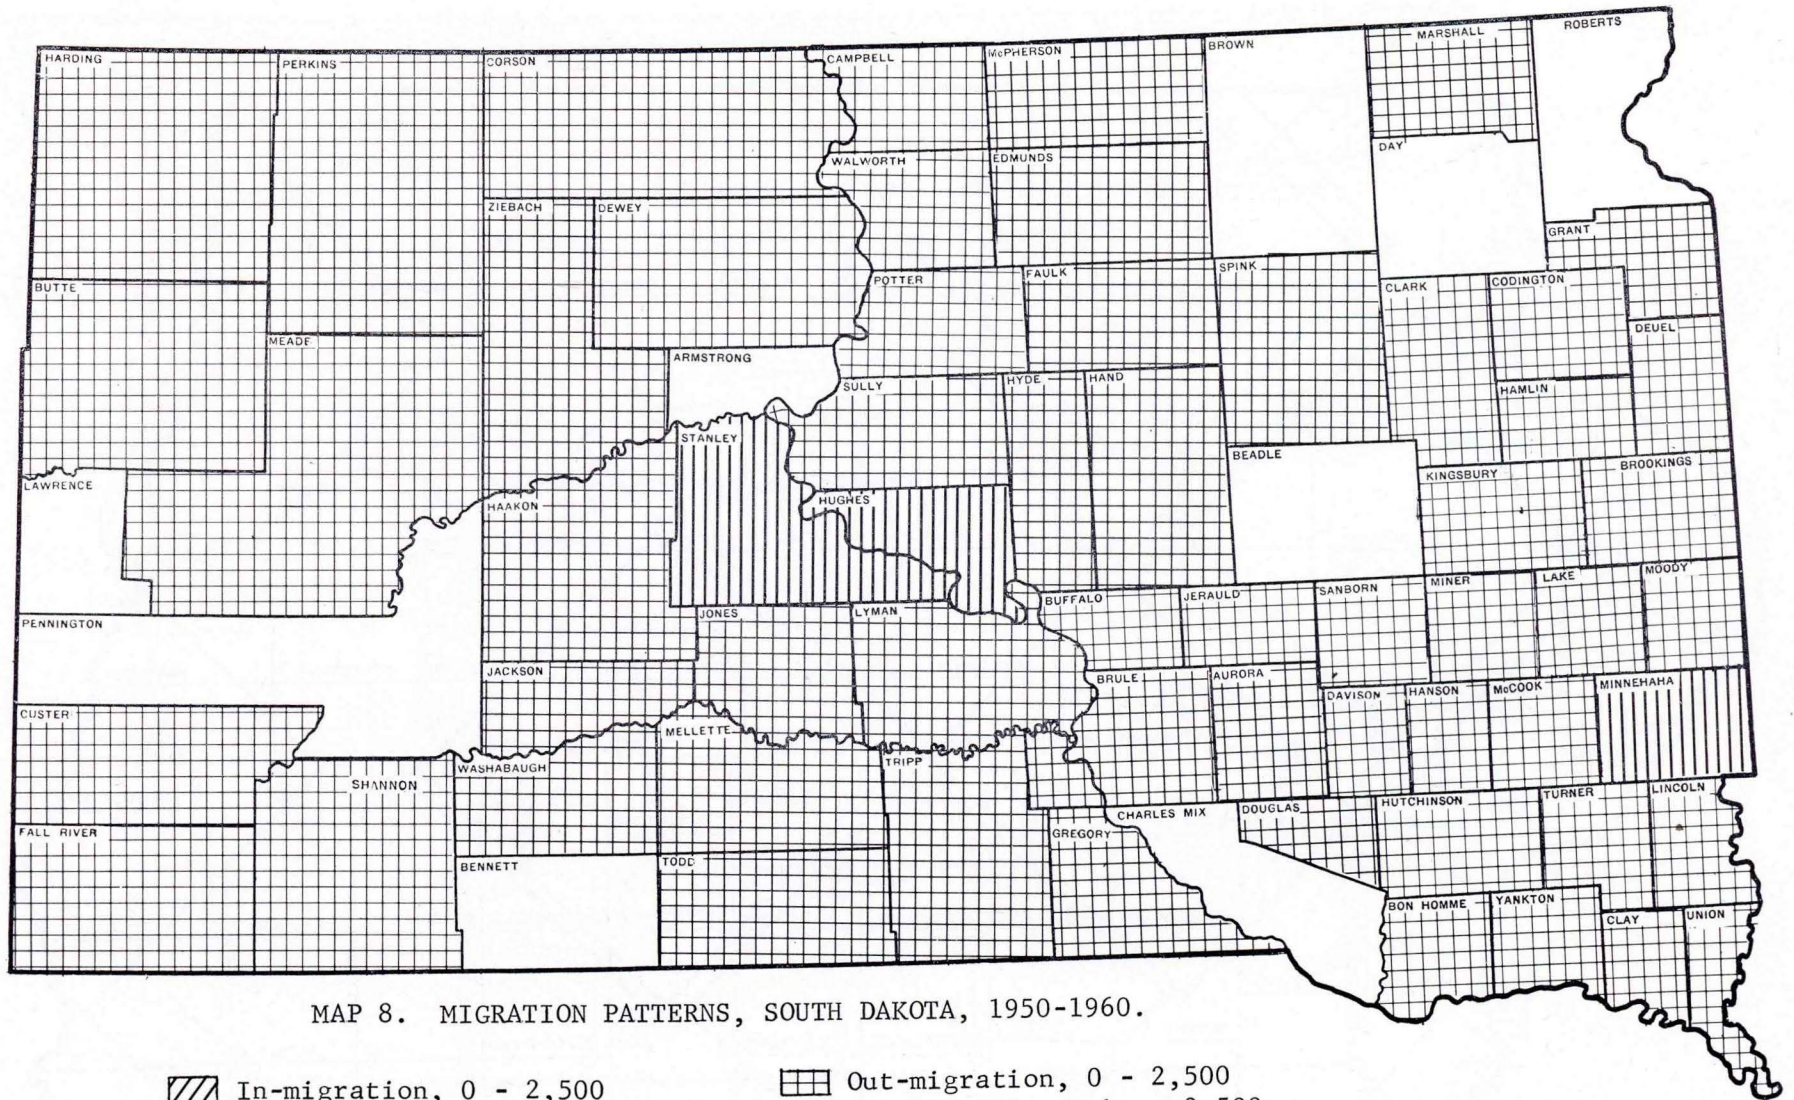 HARDING
PERKINS
CORSON
CAMPBELL
McPHERSON
BROWN
MARSHALL
ROBERTS
WALWORTH
EDMUNDS
DAY
ZIEBACH
DEWEY
GRANT
BUTTE
POTTER
FAULK
SPINK
CLARK
CODINGTON
MEADE
ARMSTRONG
DEUEL
SULLY
HYDE
HAND
HAMLIN
STANLEY
BEADLE
LAWRENCE
HAAKON
HUGHES
KINGSBURY
BROOKINGS
PENNINGTON
JONES
LYMAN
BUFFALO
JERAULD
SANBORN
MINER
LAKE
MOODY
JACKSON
BRULE
AURORA
DAVISON
HANSON
McCOOK
MINNEHAHA
CUSTER
MELLETTE
SHANNON
WASHABAUGH
TRIPP
FALL RIVER
GREGORY
CHARLES MIX
DOUGLAS
HUTCHINSON
TURNER
LINCOLN
BENNETT
TODD
BON HOMME
YANKTON
CLAY
UNION
MAP 8. MIGRATION PATTERNS, SOUTH DAKOTA, 1950-1960.
In-migration, 0 - 2,500
Out-migration, 0 - 2,500